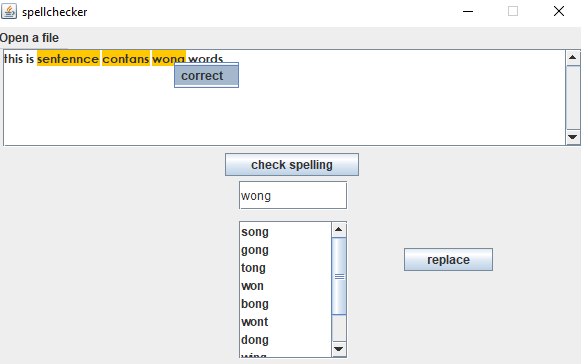 spellchecker
Open a file
this is sentennce contans wong words
correct
check spelling
wong
song
gong
tong
won
bong
wont
dong
wing
replace